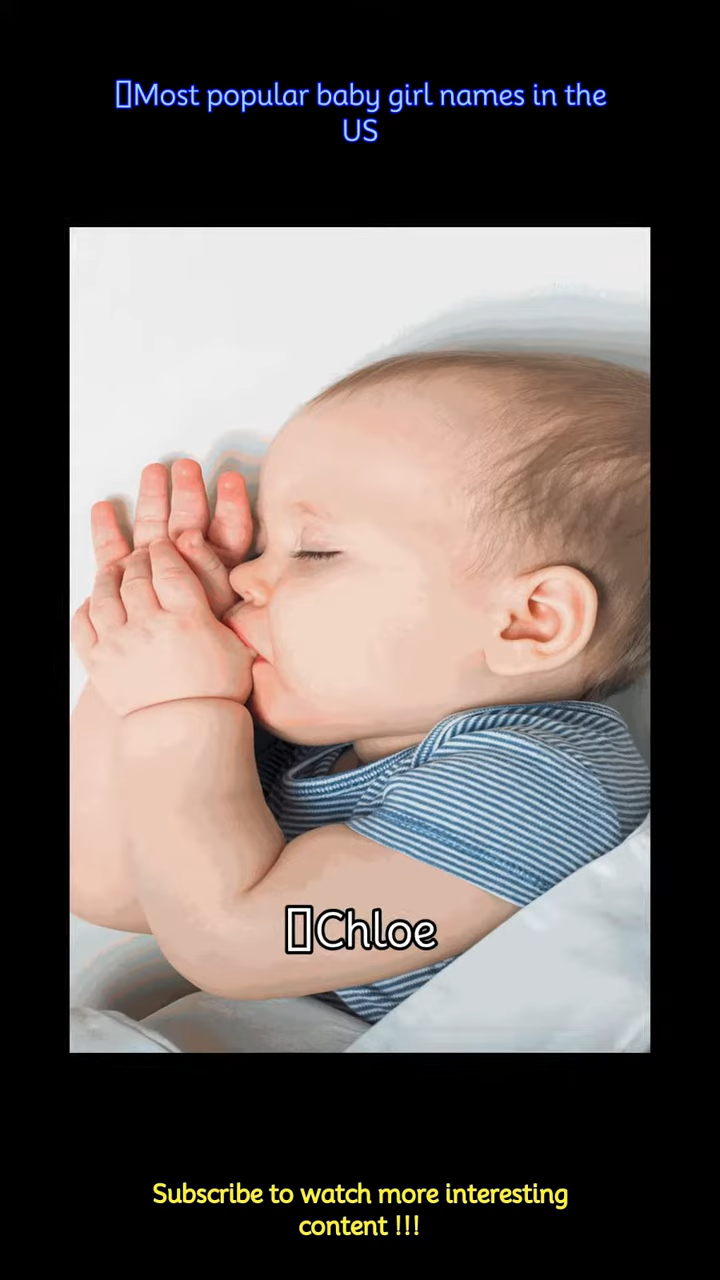 ▯Most popular baby girl names in the
US
▯Chloe
Subscribe to watch more interesting
content !!!